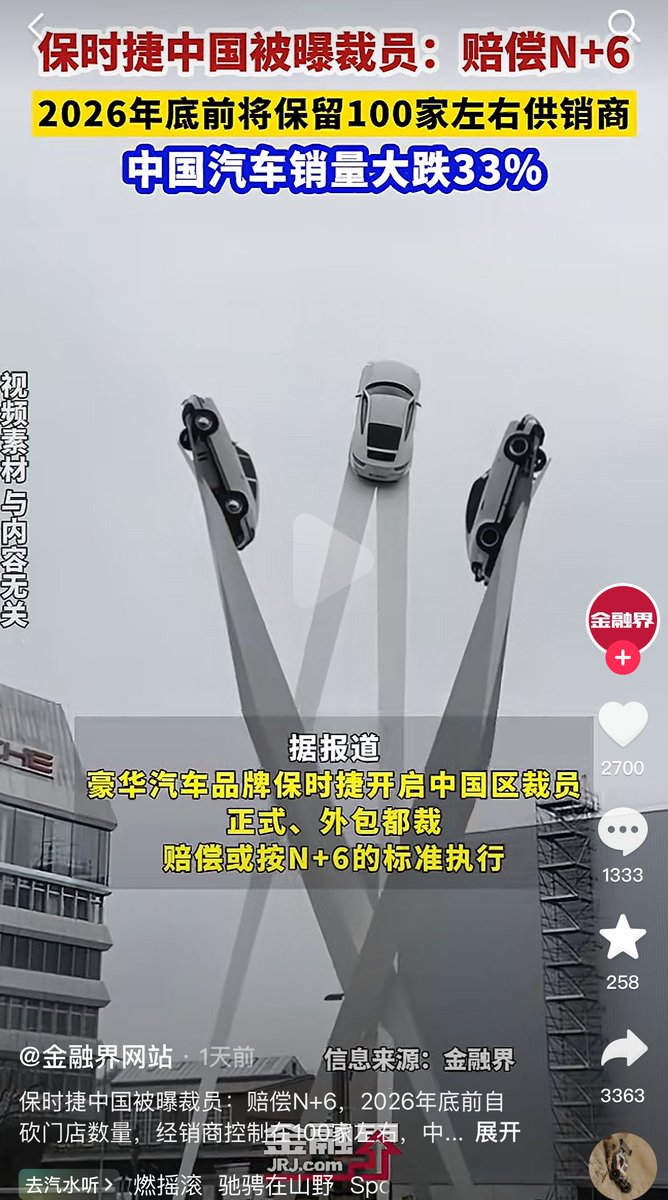 保时捷中国被曝裁员：赔偿N+6
2026年底前将保留100家左右供销商
中国汽车销量大跌33%
视频素材 与内容无关
金融界
2700
据报道
豪华汽车品牌保时捷开启中国区裁员
正式、外包都裁
赔偿或按N+6的标准执行
CHE
1333
258
@金融界网站 · 1天前
信息来源：金融界
3363
保时捷中国被曝裁员：赔偿N+6，2026年底前自
砍门店数量，经销商控制在100家左右，中... 展开
金融界
JRJ.com
去汽水听 >
燃摇滚 驰骋在山野 Spo